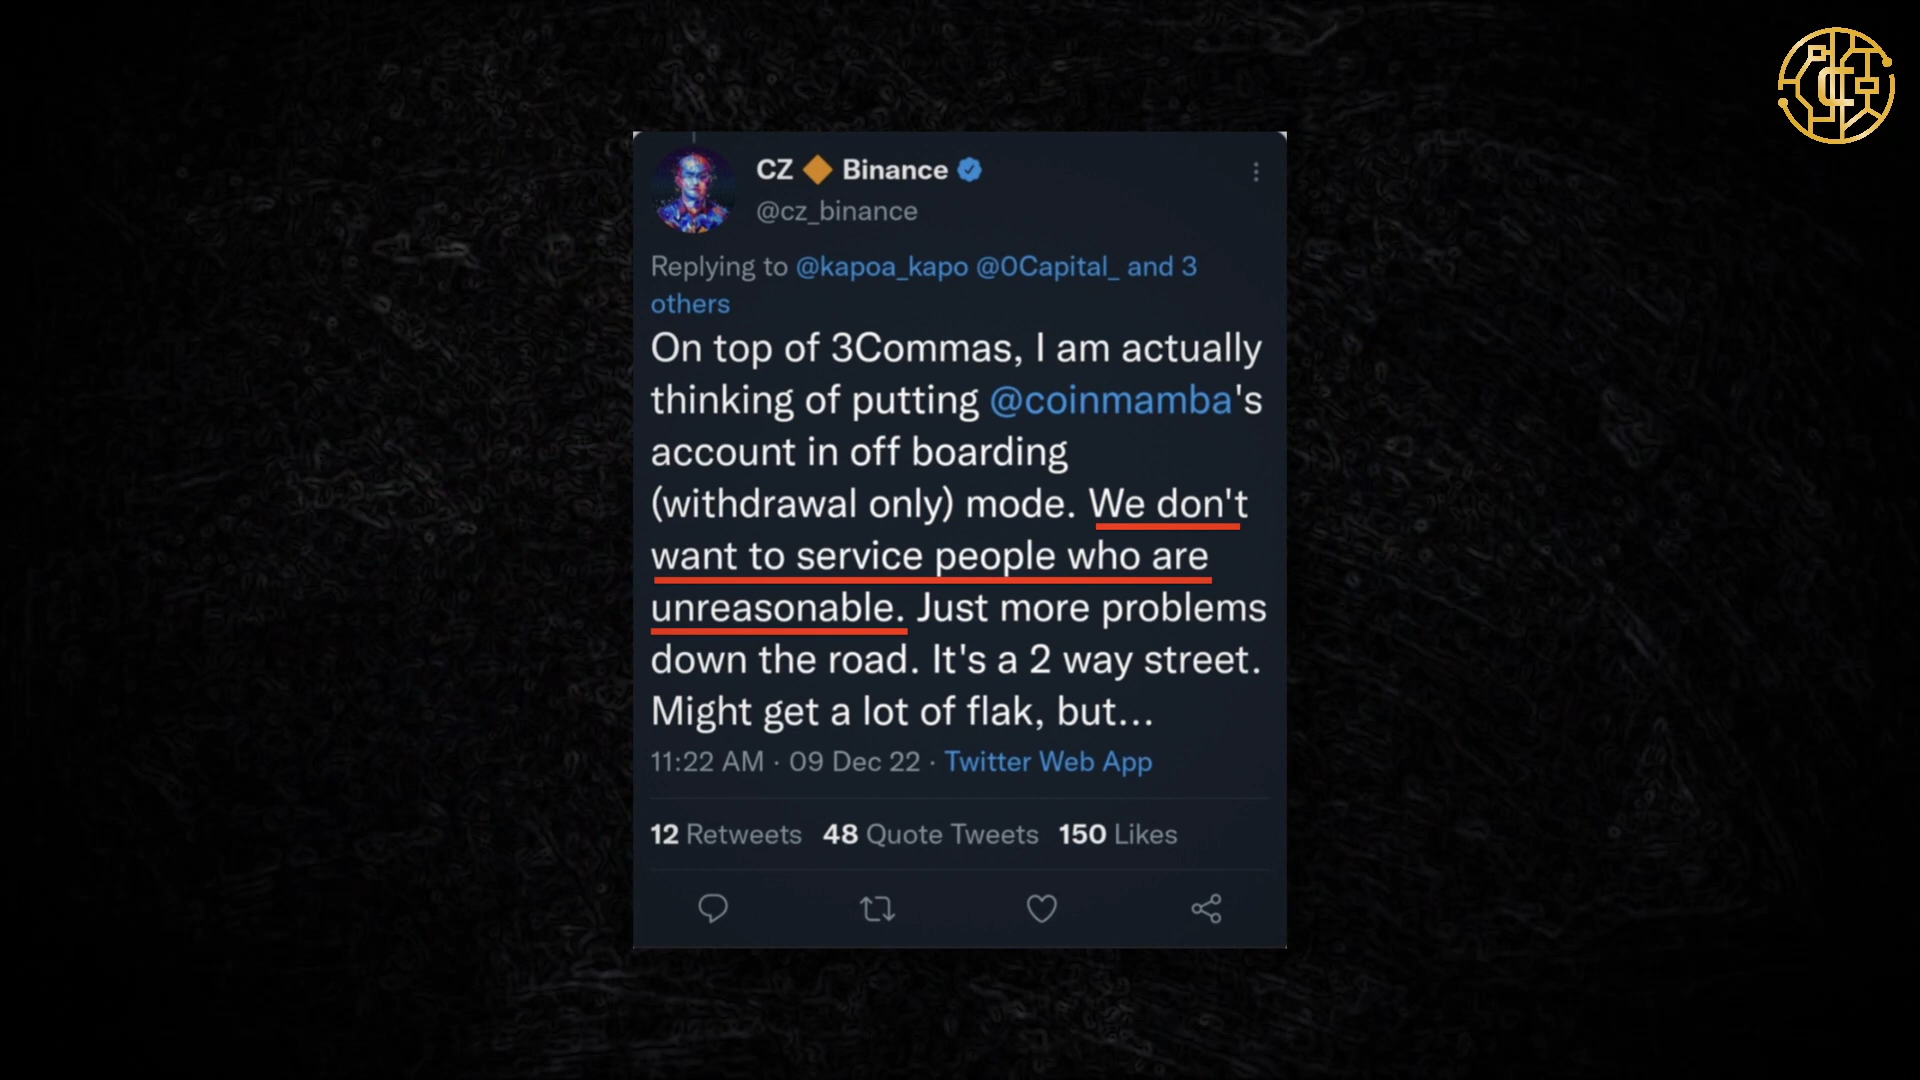 CZ 🔶 Binance
@cz_binance
Replying to @kapoa_kapo @0Capital_ and 3
others
On top of 3Commas, I am actually
thinking of putting @coinmamba's
account in off boarding
(withdrawal only) mode. We don't
want to service people who are
unreasonable. Just more problems
down the road. It's a 2 way street.
Might get a lot of flak, but...
11:22 AM · 09 Dec 22 · Twitter Web App
12 Retweets 48 Quote Tweets 150 Likes